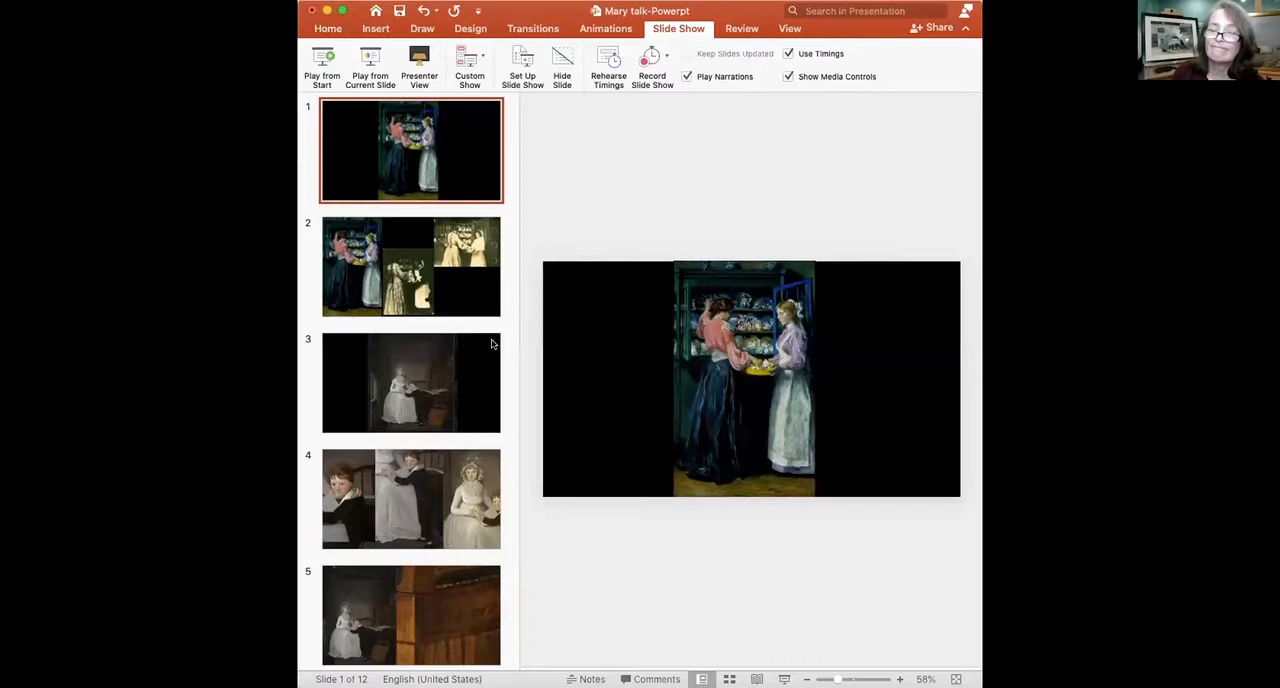 Mary talk-Powerpt
Search in Presentation
Home Insert Draw Design Transitions Animations Slide Show Review View Share
Play from Start
Play from Current Slide
Presenter View
Custom Show
Set Up Slide Show
Hide Slide
Rehearse Timings
Record Slide Show
Keep Slides Updated
Use Timings
Play Narrations
Show Media Controls
1
2
3
4
5
Slide 1 of 12 English (United States) Notes Comments 58%